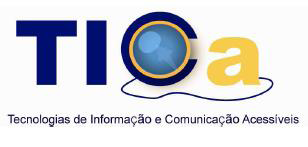 TICa
Tecnologias de Informação e Comunicação Acessíveis